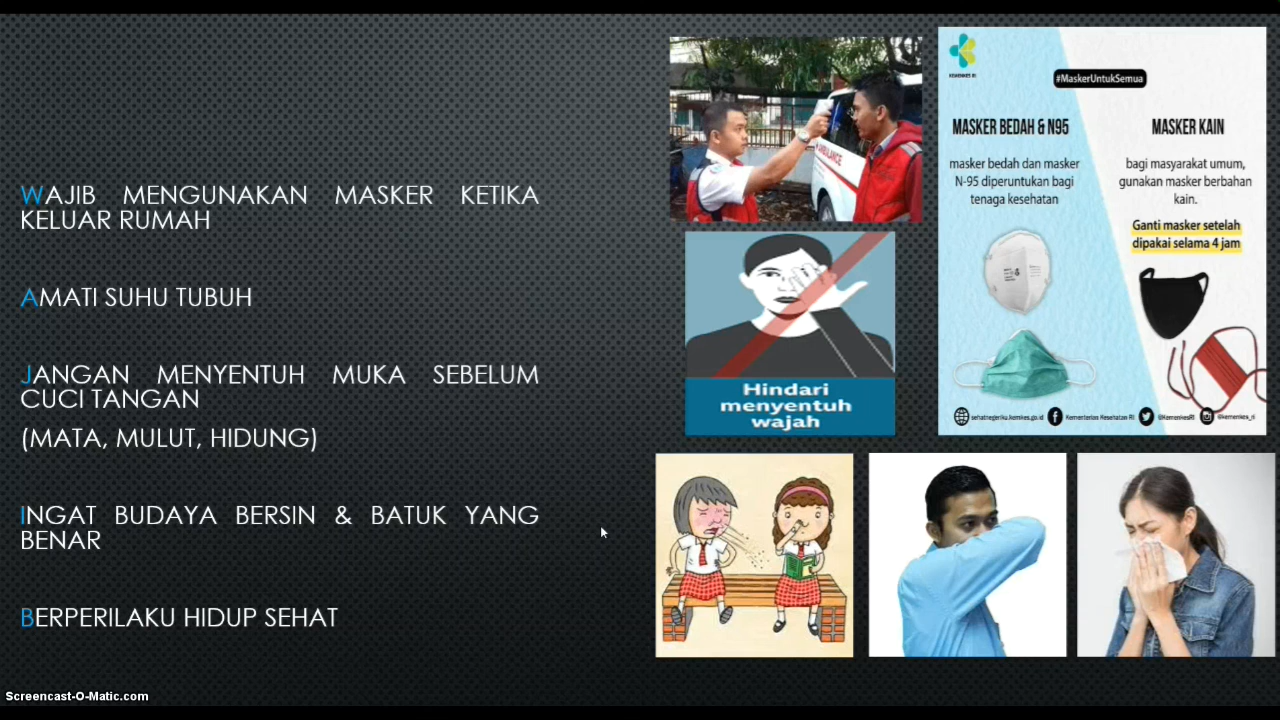 WAJIB MENGUNAKAN MASKER KETIKA
KELUAR RUMAH
AMATI SUHU TUBUH
JANGAN MENYENTUH MUKA SEBELUM
CUCI TANGAN
(MATA, MULUT, HIDUNG)
INGAT BUDAYA BERSIN & BATUK YANG
BENAR
BERPERILAKU HIDUP SEHAT
AMBULANCE
Hindari
menyentuh
wajah
KEMENKES RI
#MaskerUntukSemua
MASKER BEDAH & N95
masker bedah dan masker
N-95 diperuntukan bagi
tenaga kesehatan
MASKER KAIN
bagi masyarakat umum,
gunakan masker berbahan
kain.
Ganti masker setelah
dipakai selama 4 jam
sehatnegeriku.kemkes.go.id Kementerian Kesehatan RI @KemenkesRI @kemenkes_ri
Screencast-O-Matic.com